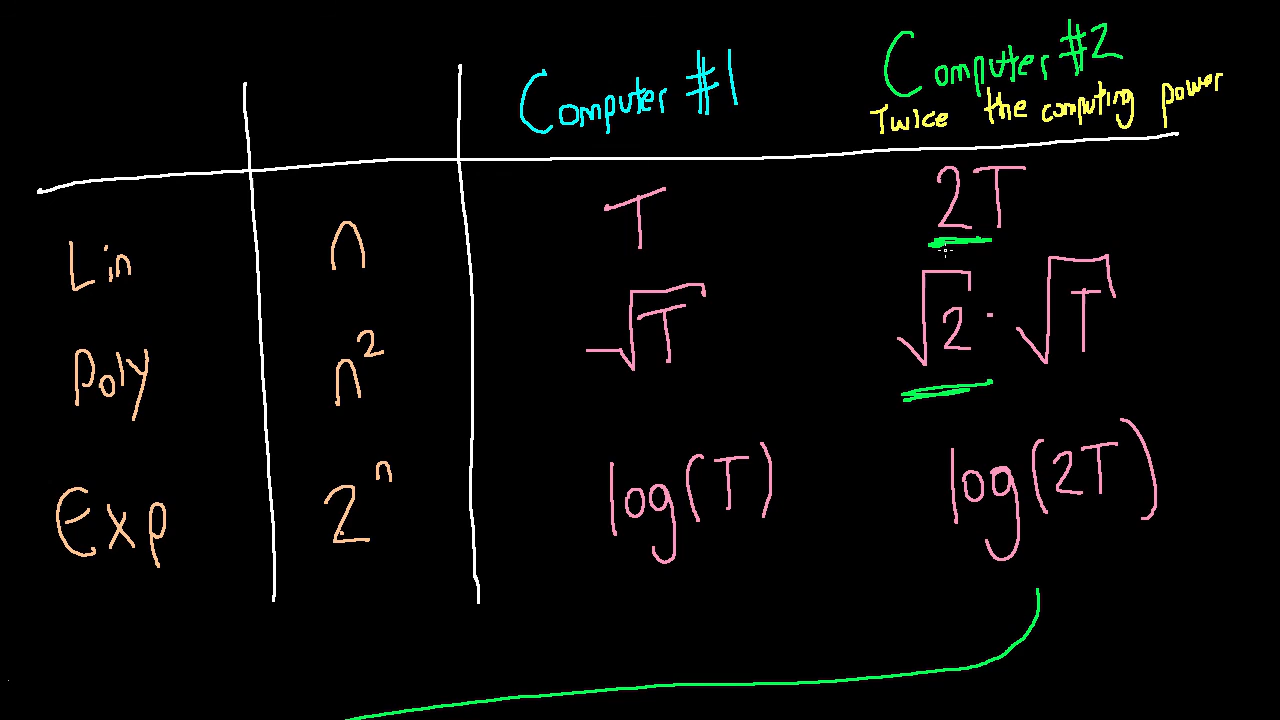 Computer #1 Computer #2
Twice the computing power
Lin n T 2T
Poly n² √T √2 · √T
Exp 2ⁿ log(T) log(2T)